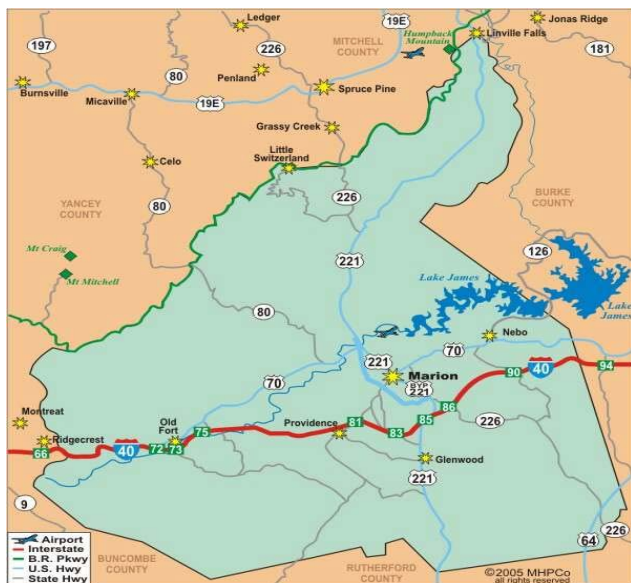 Ledger
Jonas Ridge
MITCHELL
COUNTY
Humpback
Mountain
Linville Falls
19E
197
226
181
80
Penland
Burnsville
Micaville
19E
Spruce Pine
Grassy Creek
Little
Switzerland
Celo
YANCEY
COUNTY
80
226
BURKE
COUNTY
221
126
Mt Craig
Mt Mitchell
Lake James
Lake
James
80
Nebo
221
70
Marion
BYP
221
70
90
40
94
86
Montreat
Old
Fort
Providence
81
85
226
75
83
Ridgecrest
66
40
72
73
Glenwood
221
9
64
226
Airport
Interstate
B.R. Pkwy
U.S. Hwy
State Hwy
BUNCOMBE
COUNTY
RUTHERFORD
COUNTY
©2005 MHPCo
all rights reserved